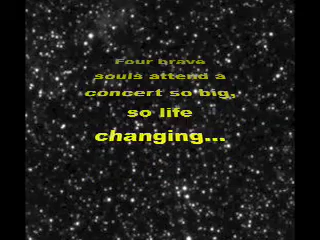 Four brave
souls attend a
concert so big,
so life
changing...